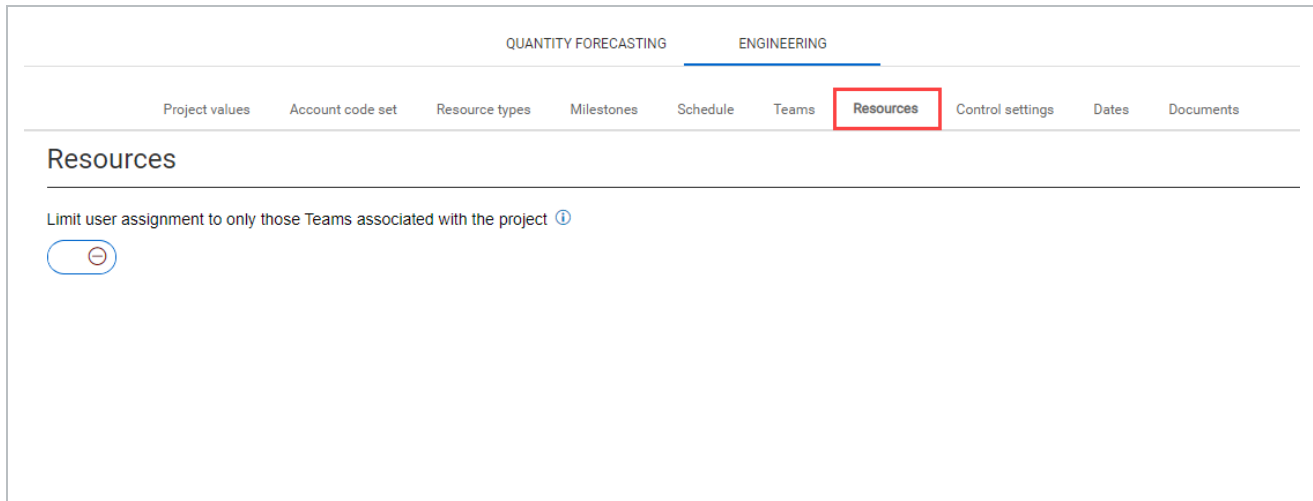 QUANTITY FORECASTING ENGINEERING
Project values Account code set Resource types Milestones Schedule Teams Resources Control settings Dates Documents
Resources
Limit user assignment to only those Teams associated with the project